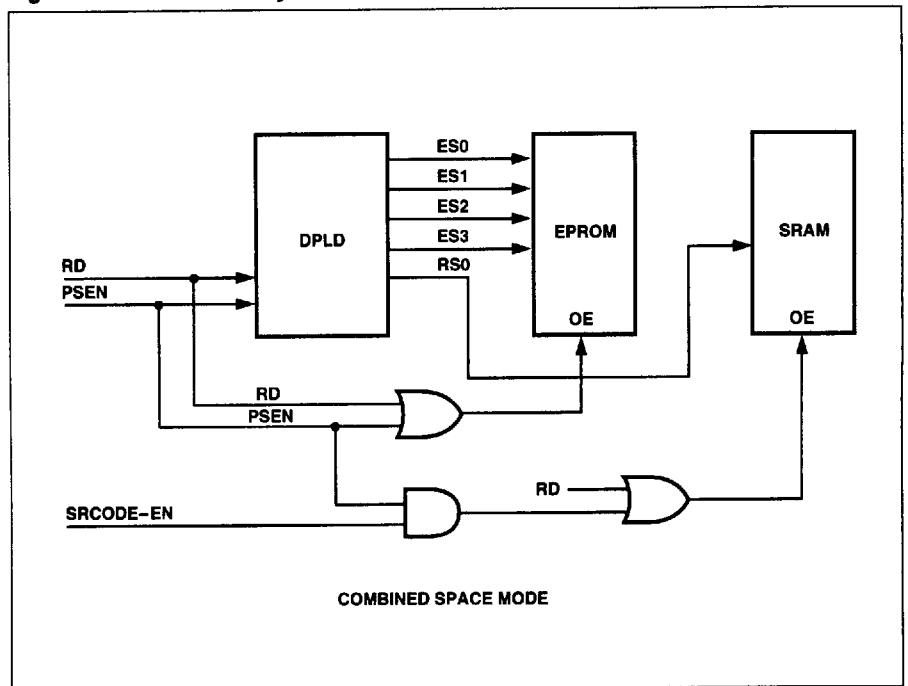 ES0
ES1
ES2
ES3
RS0
DPLD
EPROM
OE
SRAM
OE
RD
PSEN
RD
PSEN
SRCODE–EN
RD
COMBINED SPACE MODE